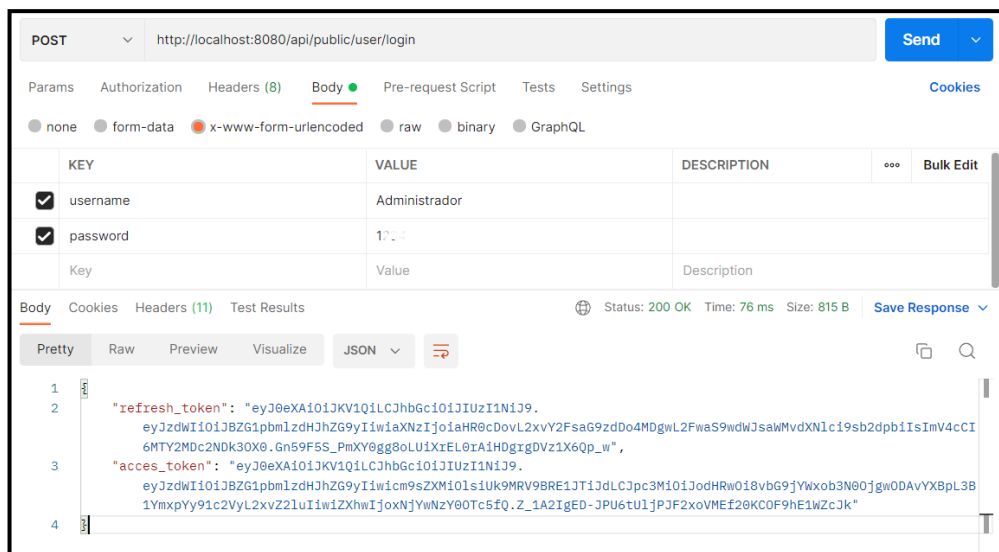 POST http://localhost:8080/api/public/user/login Send
Params Authorization Headers (8) Body Pre-request Script Tests Settings Cookies
none form-data x-www-form-urlencoded raw binary GraphQL
KEY VALUE DESCRIPTION ooo Bulk Edit
username Administrador
password
Key Value Description
Body Cookies Headers (11) Test Results Status: 200 OK Time: 76 ms Size: 815 B Save Response
Pretty Raw Preview Visualize JSON
1 {
2 "refresh_token": "eyJ0eXAiOiJKV1QiLCJhbGciOiJIUzI1NiJ9.
eyJzdWIiOiJBZG1pbmlzdHJhZG9yIiwiaXNzIjoiaHR0cDovL2xvY2FsaG9zdDo4MDgwL2FwaS9wdWJsaWMvdXNlci9sb2dpbiIsImV4cCI
6MTY2MDc2NDk3OX0.Gn59F5S_PmXY0gg8oLUiXrEL0rAiHDgrgDVz1X6Qp_w",
3 "acces_token": "eyJ0eXAiOiJKV1QiLCJhbGciOiJIUzI1NiJ9.
eyJzdWIiOiJBZG1pbmlzdHJhZG9yIiwicm9sZXMiOlsiUk9MRV9BRE1JTiJdLCJpc3MiOiJodHRwOi8vbG9jYWxob3N0OjgwODAvYXBpL3B
1YmxpYy91c2VyL2xvZ2luIiwiZXhwIjoxNjYwNzY0OTc5fQ.Z_1A2IgED-JPU6tUljPJF2xoVMEf20KCOF9hE1WZcJk"
4 }